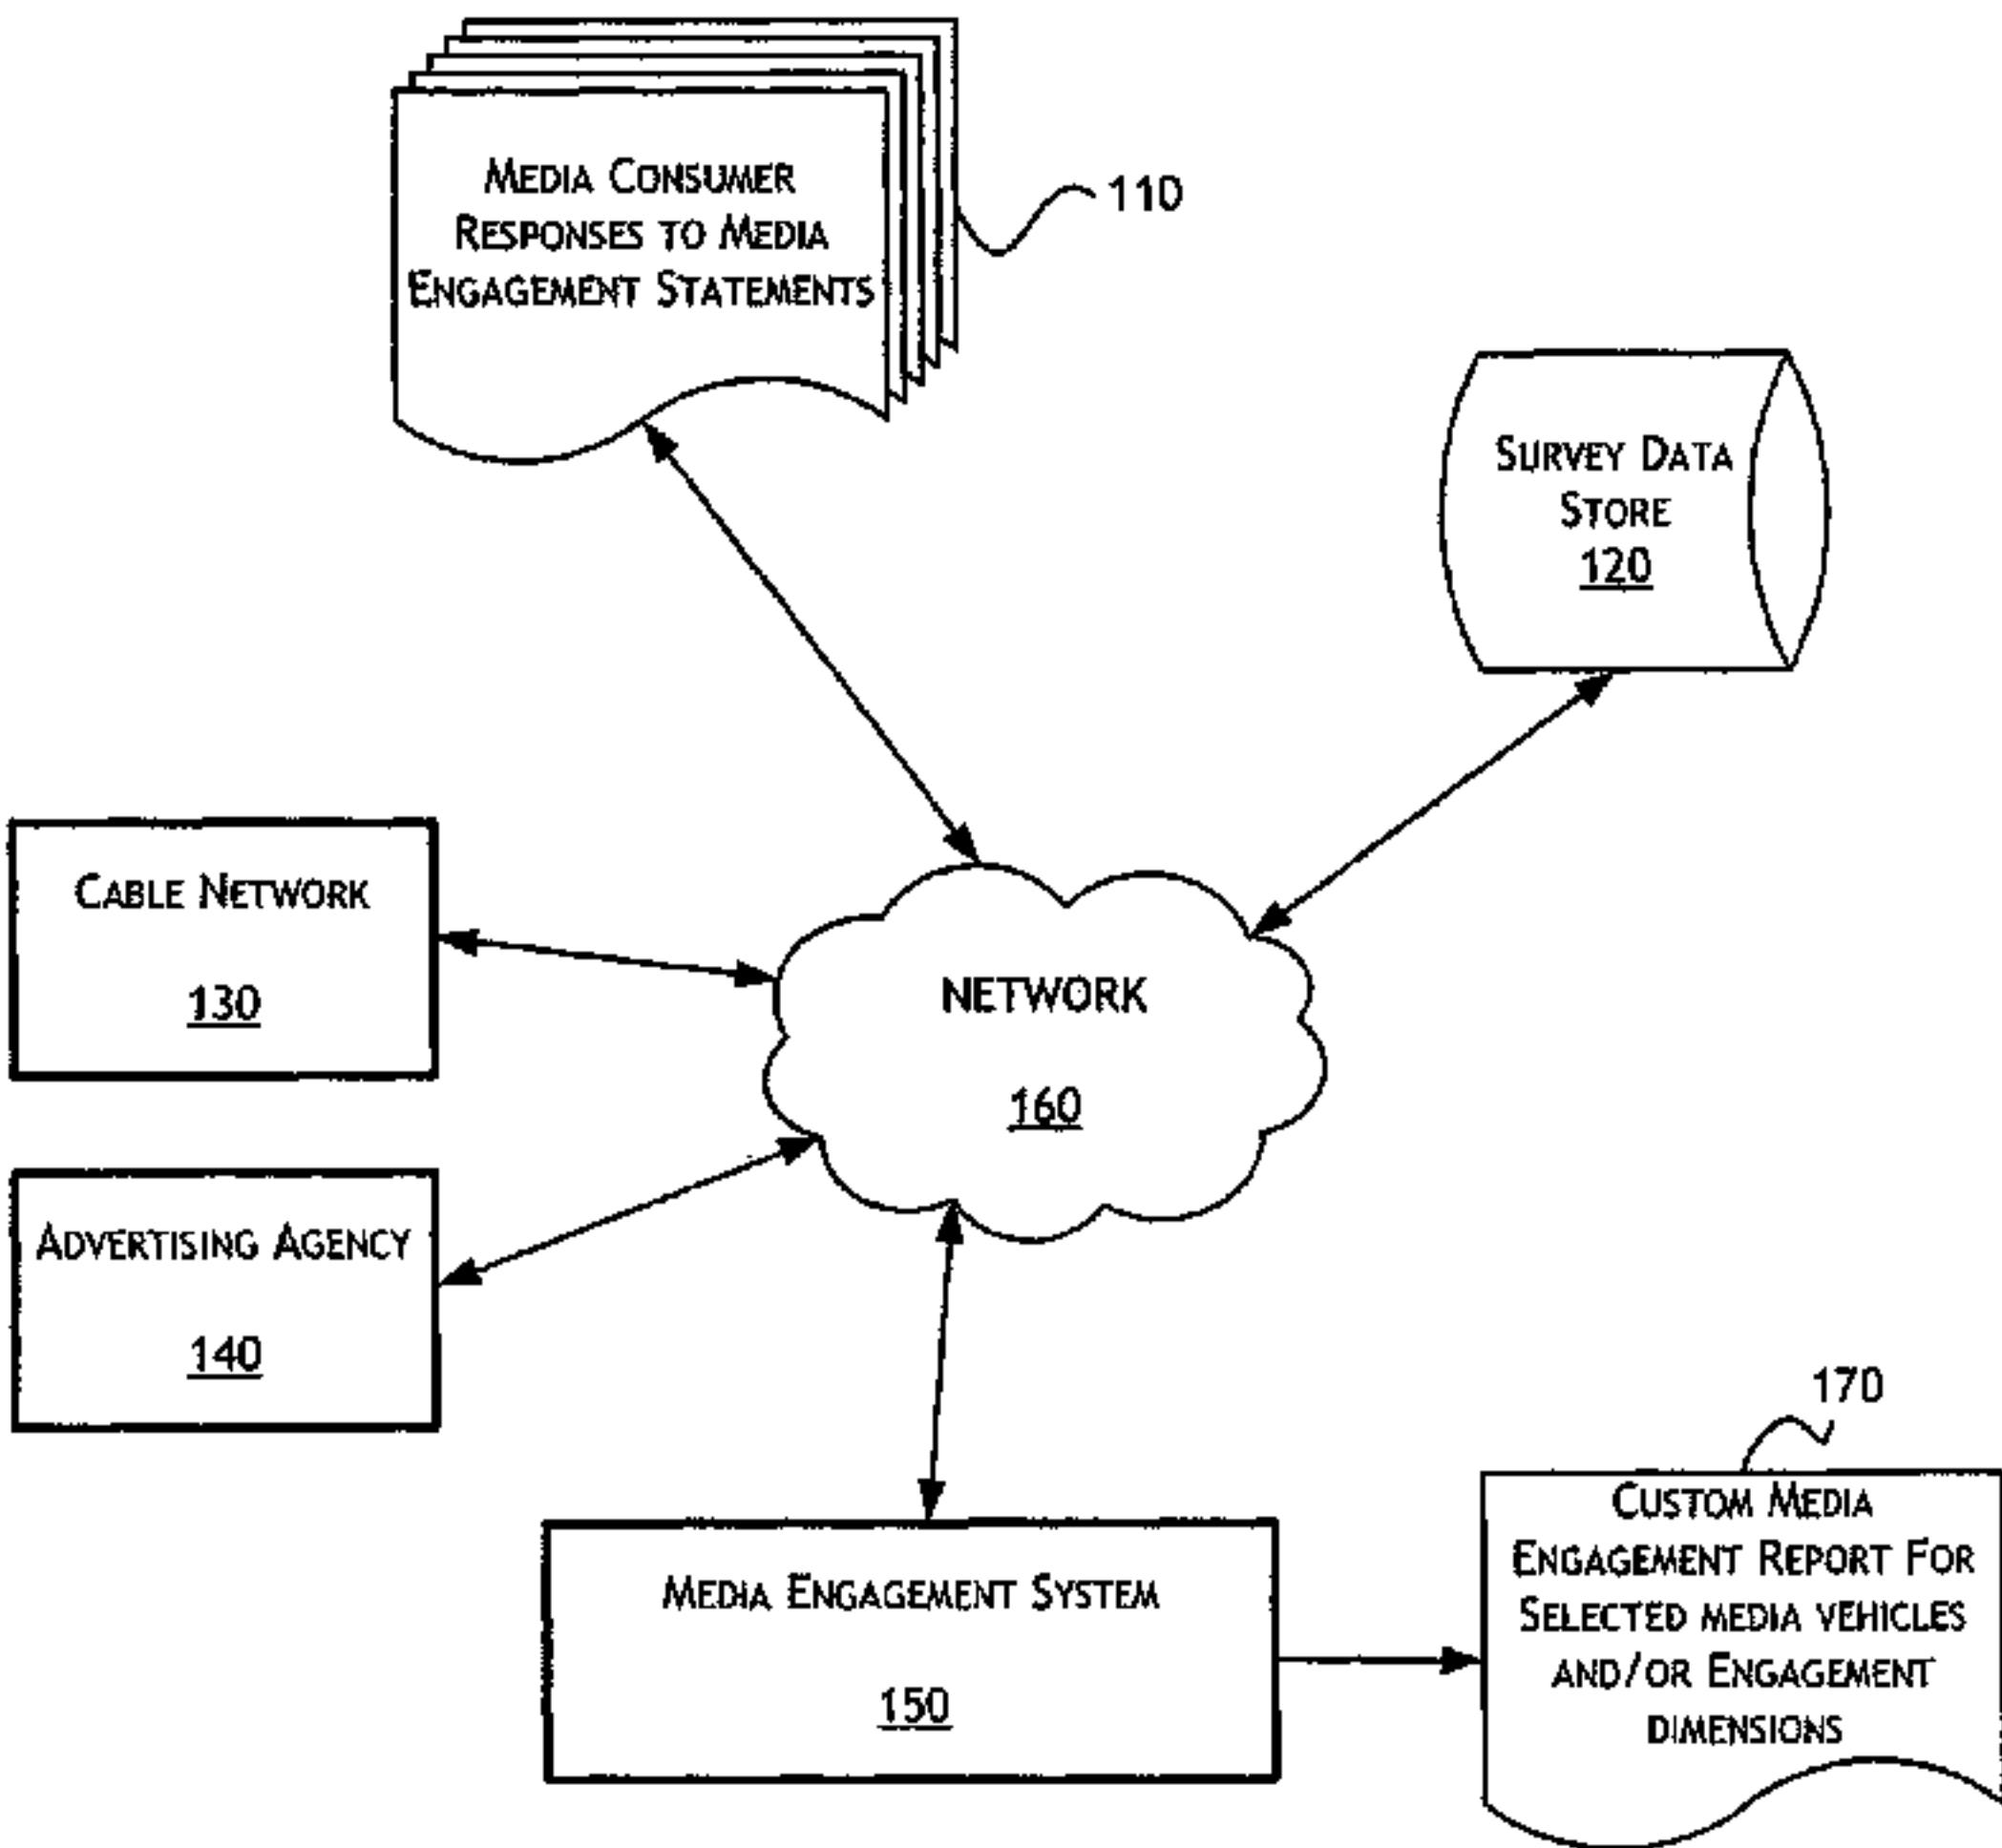 MEDIA CONSUMER
RESPONSES TO MEDIA
ENGAGEMENT STATEMENTS
110
SURVEY DATA
STORE
120
CABLE NETWORK
130
NETWORK
160
ADVERTISING AGENCY
140
170
MEDIA ENGAGEMENT SYSTEM
150
CUSTOM MEDIA
ENGAGEMENT REPORT FOR
SELECTED MEDIA VEHICLES
AND/OR ENGAGEMENT
DIMENSIONS